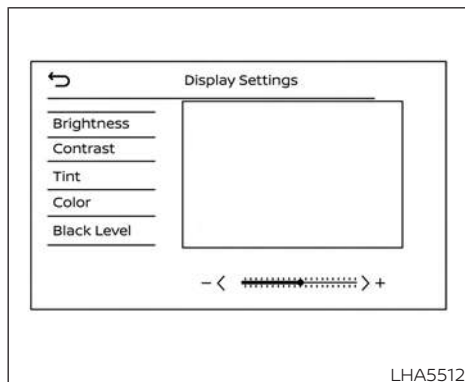 Display Settings
Brightness
Contrast
Tint
Color
Black Level
- < > +
LHA5512